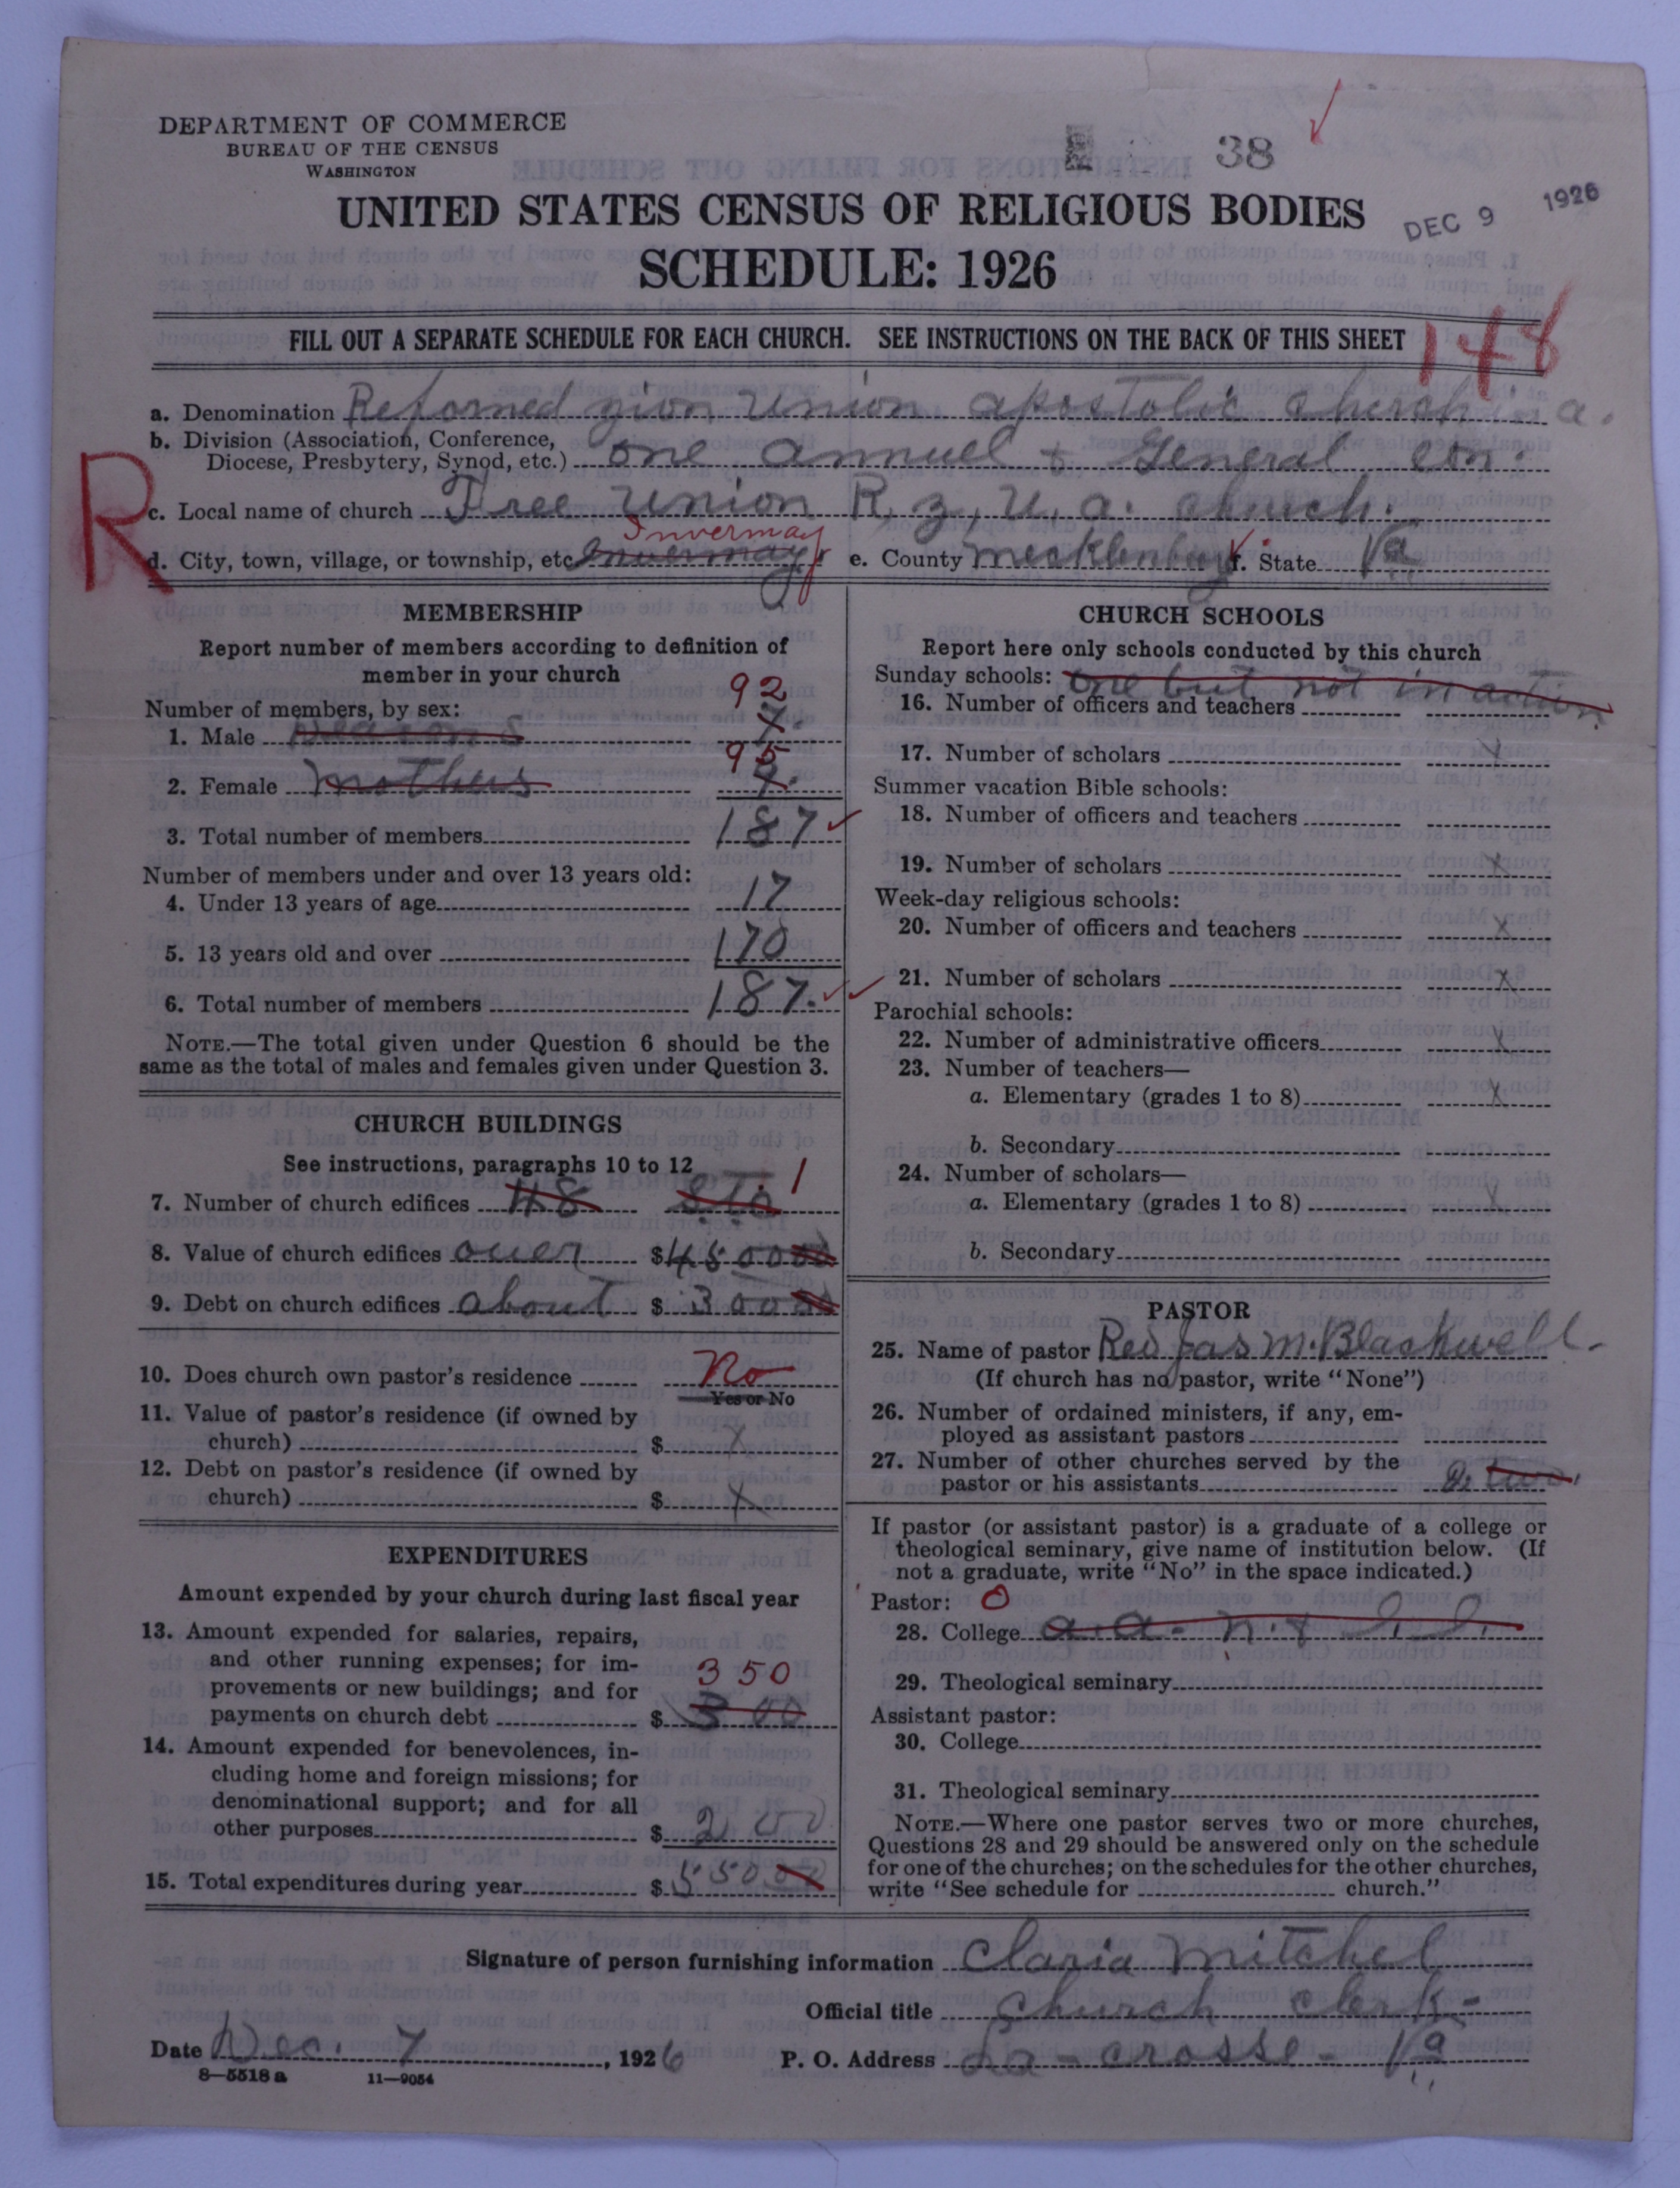 DEPARTMENT OF COMMERCE
BUREAU OF THE CENSUS
WASHINGTON
38
UNITED STATES CENSUS OF RELIGIOUS BODIES
DEC 9 1926
SCHEDULE: 1926
FILL OUT A SEPARATE SCHEDULE FOR EACH CHURCH. SEE INSTRUCTIONS ON THE BACK OF THIS SHEET
148
a. Denomination Reformed zion Union apostolic church
b. Division (Association, Conference,
Diocese, Presbytery, Synod, etc.) one annuel & General con.
R
c. Local name of church Free Union R, z, U, a. church.
Invermay
d. City, town, village, or township, etc. Invermay e. County Mecklenburg f. State Va
MEMBERSHIP
Report number of members according to definition of
member in your church
Number of members, by sex:
92
1. Male Deacons 7.
95
2. Female mothers 7.
3. Total number of members 187
Number of members under and over 13 years old:
4. Under 13 years of age 17
5. 13 years old and over 170
6. Total number of members 187.
NOTE.—The total given under Question 6 should be the
same as the total of males and females given under Question 3.
CHURCH BUILDINGS
See instructions, paragraphs 10 to 12
7. Number of church edifices 48 1
8. Value of church edifices over $ 4500
9. Debt on church edifices about $ 300
10. Does church own pastor's residence No
Yes or No
11. Value of pastor's residence (if owned by
church) $ X
12. Debt on pastor's residence (if owned by
church) $ X
EXPENDITURES
Amount expended by your church during last fiscal year
13. Amount expended for salaries, repairs,
and other running expenses; for im-
provements or new buildings; and for 350
payments on church debt $ 300
14. Amount expended for benevolences, in-
cluding home and foreign missions; for
denominational support; and for all
other purposes $ 200
15. Total expenditures during year $ 550.00
CHURCH SCHOOLS
Report here only schools conducted by this church
Sunday schools: one but not in action
16. Number of officers and teachers
17. Number of scholars X
Summer vacation Bible schools:
18. Number of officers and teachers
19. Number of scholars X
Week-day religious schools:
20. Number of officers and teachers X
21. Number of scholars X
Parochial schools:
22. Number of administrative officers X
23. Number of teachers—
a. Elementary (grades 1 to 8) X
b. Secondary
24. Number of scholars—
a. Elementary (grades 1 to 8) X
b. Secondary
PASTOR
25. Name of pastor Rev Jas M. Blackwell.
(If church has no pastor, write "None")
26. Number of ordained ministers, if any, em-
ployed as assistant pastors
27. Number of other churches served by the
pastor or his assistants 2. two.
If pastor (or assistant pastor) is a graduate of a college or
theological seminary, give name of institution below. (If
not a graduate, write "No" in the space indicated.)
Pastor: 0
28. College a. a. n. &
29. Theological seminary
Assistant pastor:
30. College
31. Theological seminary
NOTE.—Where one pastor serves two or more churches,
Questions 28 and 29 should be answered only on the schedule
for one of the churches; on the schedules for the other churches,
write "See schedule for church."
Signature of person furnishing information Claria Mitchel
Official title church clerk-
Date Dec. 7, 1926 P. O. Address La-crosse- Va
8—5518 a 11—9054